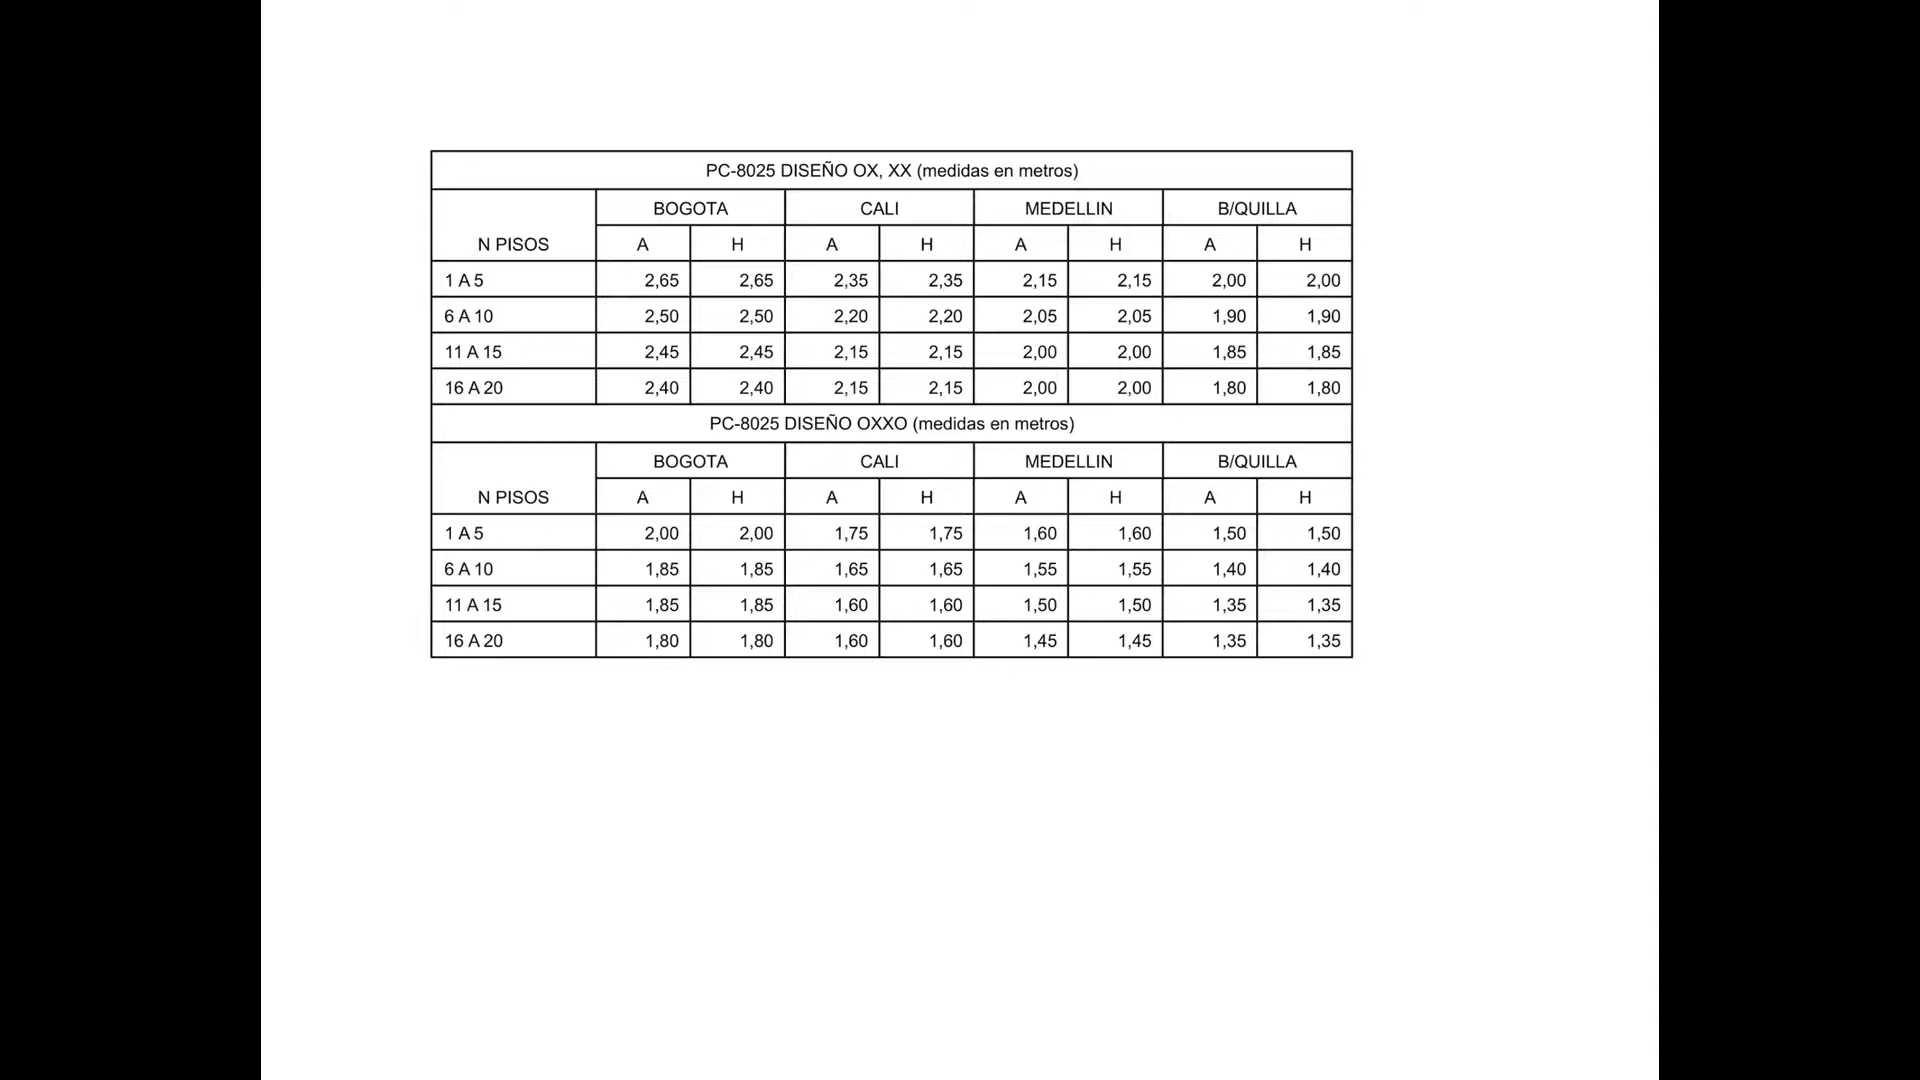 PC-8025 DISEÑO OX, XX (medidas en metros)
BOGOTA CALI MEDELLIN B/QUILLA
N PISOS A H A H A H A H
1 A 5 2,65 2,65 2,35 2,35 2,15 2,15 2,00 2,00
6 A 10 2,50 2,50 2,20 2,20 2,05 2,05 1,90 1,90
11 A 15 2,45 2,45 2,15 2,15 2,00 2,00 1,85 1,85
16 A 20 2,40 2,40 2,15 2,15 2,00 2,00 1,80 1,80
PC-8025 DISEÑO OXXO (medidas en metros)
BOGOTA CALI MEDELLIN B/QUILLA
N PISOS A H A H A H A H
1 A 5 2,00 2,00 1,75 1,75 1,60 1,60 1,50 1,50
6 A 10 1,85 1,85 1,65 1,65 1,55 1,55 1,40 1,40
11 A 15 1,85 1,85 1,60 1,60 1,50 1,50 1,35 1,35
16 A 20 1,80 1,80 1,60 1,60 1,45 1,45 1,35 1,35